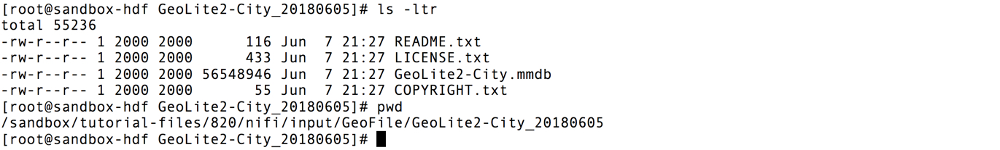 [root@sandbox-hdf GeoLite2-City_20180605]# ls -ltr
total 55236
-rw-r--r-- 1 2000 2000      116 Jun  7 21:27 README.txt
-rw-r--r-- 1 2000 2000      433 Jun  7 21:27 LICENSE.txt
-rw-r--r-- 1 2000 2000 56548946 Jun  7 21:27 GeoLite2-City.mmdb
-rw-r--r-- 1 2000 2000       55 Jun  7 21:27 COPYRIGHT.txt
[root@sandbox-hdf GeoLite2-City_20180605]# pwd
/sandbox/tutorial-files/820/nifi/input/GeoFile/GeoLite2-City_20180605
[root@sandbox-hdf GeoLite2-City_20180605]#